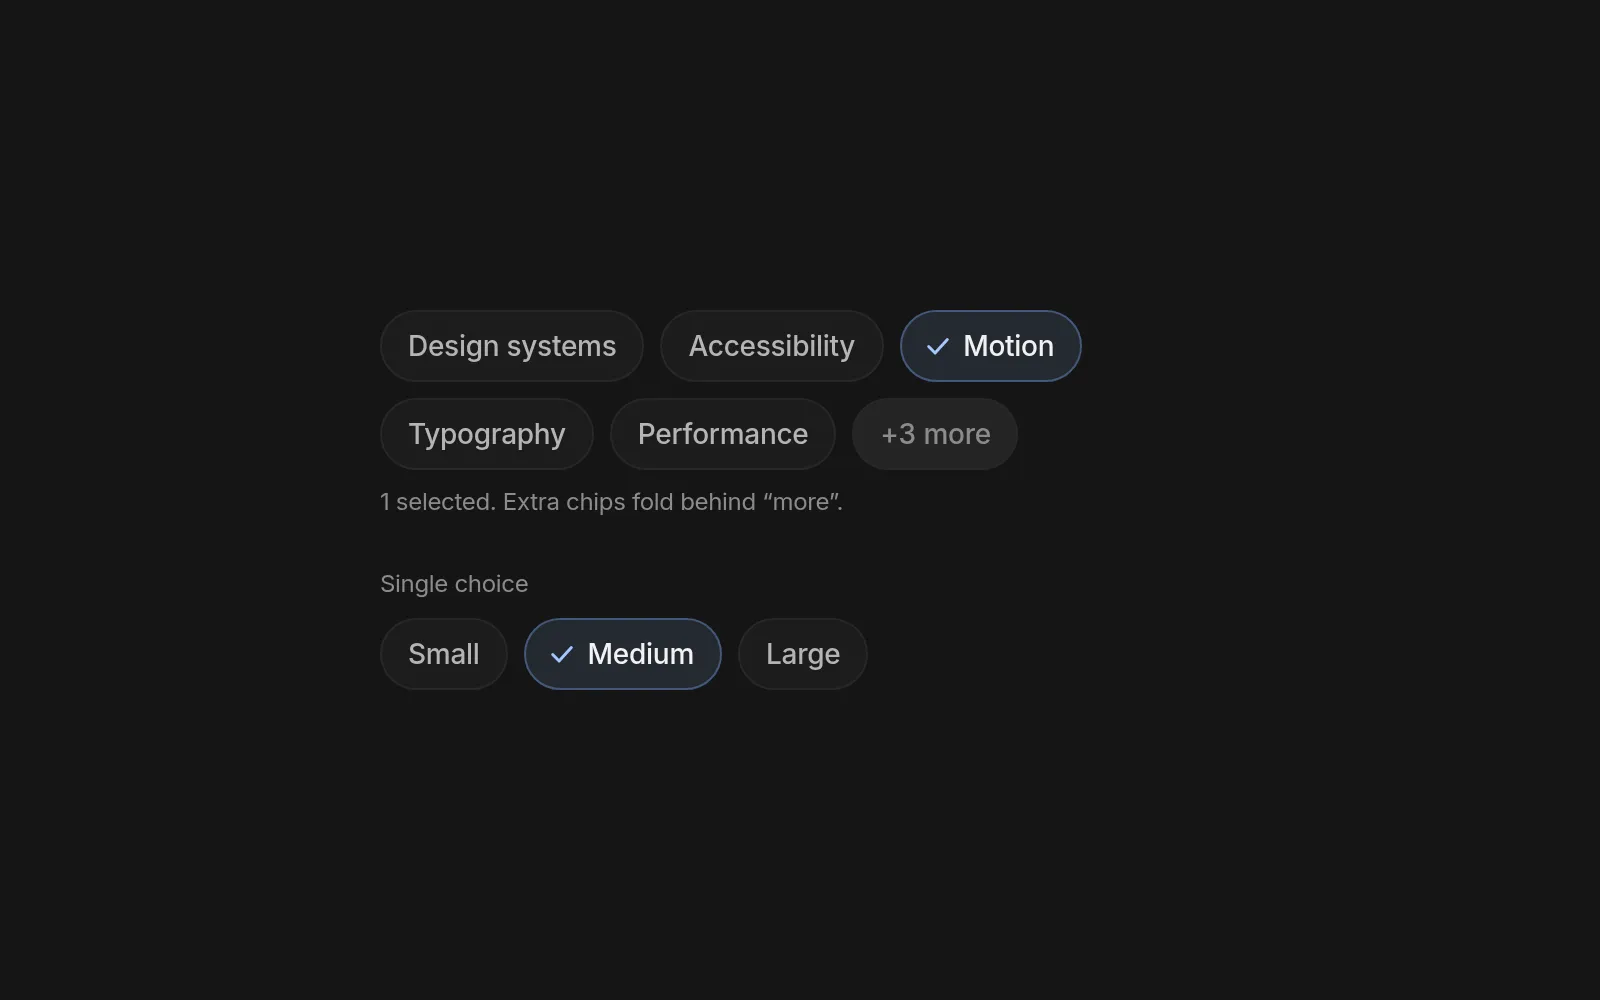 Design systems Accessibility Motion
Typography Performance +3 more
1 selected. Extra chips fold behind “more”.
Single choice
Small Medium Large